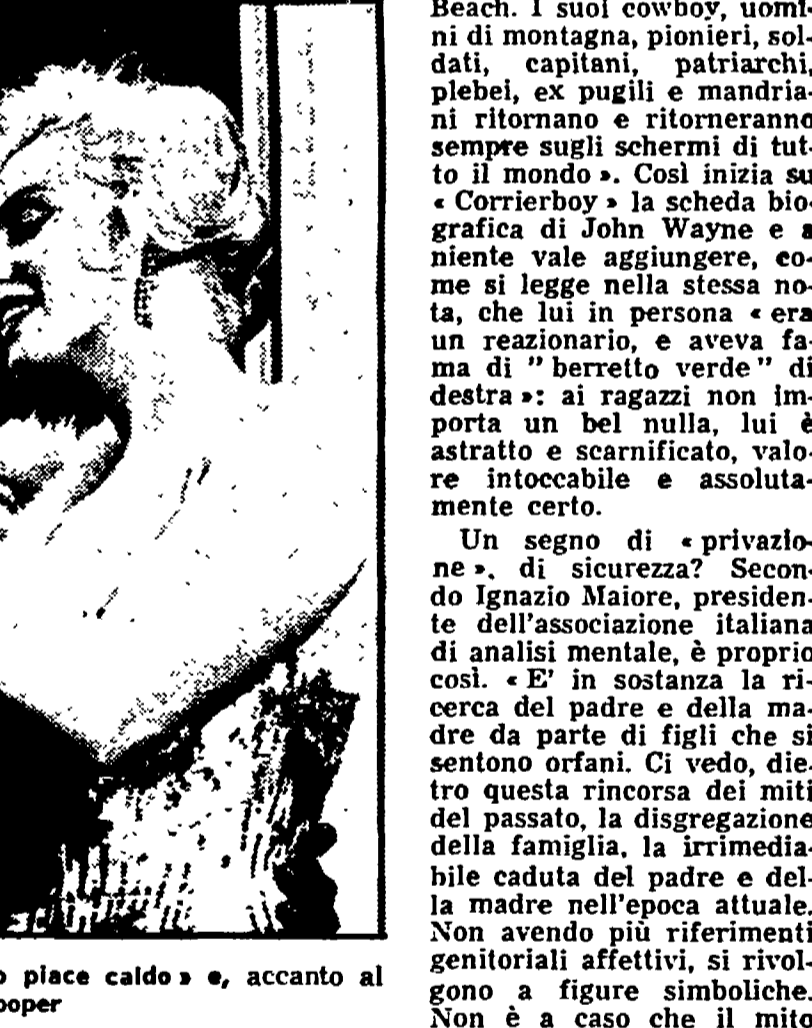 Beach. I suoi cowboy, uomi-
ni di montagna, pionieri, sol-
dati, capitani, patriarchi,
plebei, ex pugili e mandria-
ni ritornano e ritorneranno
sempre sugli schermi di tut-
to il mondo ». Così inizia su
« Corrierboy » la scheda bio-
grafica di John Wayne e a
niente vale aggiungere, co-
me si legge nella stessa no-
ta, che lui in persona « era
un reazionario, e aveva fa-
ma di " berretto verde " di
destra »: ai ragazzi non im-
porta un bel nulla, lui è
astratto e scarnificato, valo-
re intoccabile e assoluta-
mente certo.
Un segno di « privazio-
ne », di sicurezza? Secon-
do Ignazio Maiore, presiden-
te dell'associazione italiana
di analisi mentale, è proprio
così. « E' in sostanza la ri-
cerca del padre e della ma-
dre da parte di figli che si
sentono orfani. Ci vedo, die-
tro questa rincorsa dei miti
del passato, la disgregazione
della famiglia, la irrimedia-
bile caduta del padre e del-
la madre nell'epoca attuale.
Non avendo più riferimenti
genitoriali affettivi, si rivol-
gono a figure simboliche.
Non è a caso che il mito
o piace caldo » e, accanto al
ooper